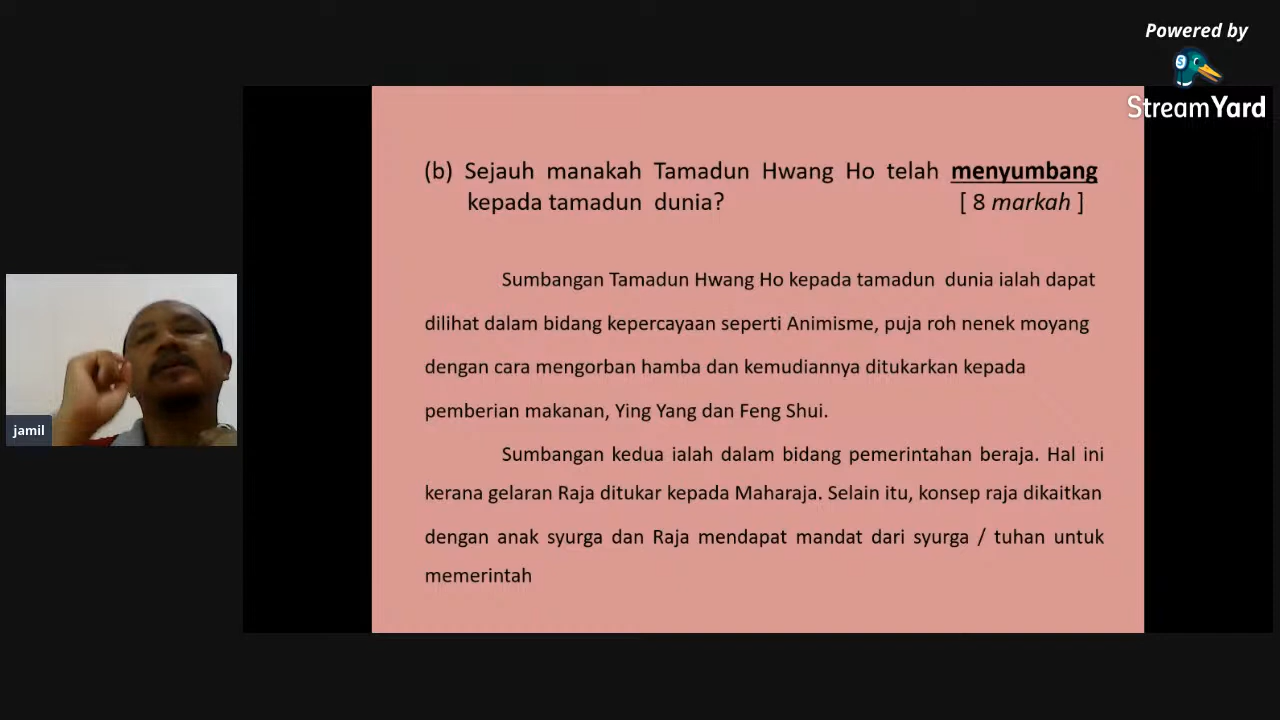 Powered by
StreamYard
(b) Sejauh manakah Tamadun Hwang Ho telah menyumbang
kepada tamadun dunia? [ 8 markah ]
Sumbangan Tamadun Hwang Ho kepada tamadun dunia ialah dapat
dilihat dalam bidang kepercayaan seperti Animisme, puja roh nenek moyang
dengan cara mengorban hamba dan kemudiannya ditukarkan kepada
pemberian makanan, Ying Yang dan Feng Shui.
Sumbangan kedua ialah dalam bidang pemerintahan beraja. Hal ini
kerana gelaran Raja ditukar kepada Maharaja. Selain itu, konsep raja dikaitkan
dengan anak syurga dan Raja mendapat mandat dari syurga / tuhan untuk
memerintah
jamil